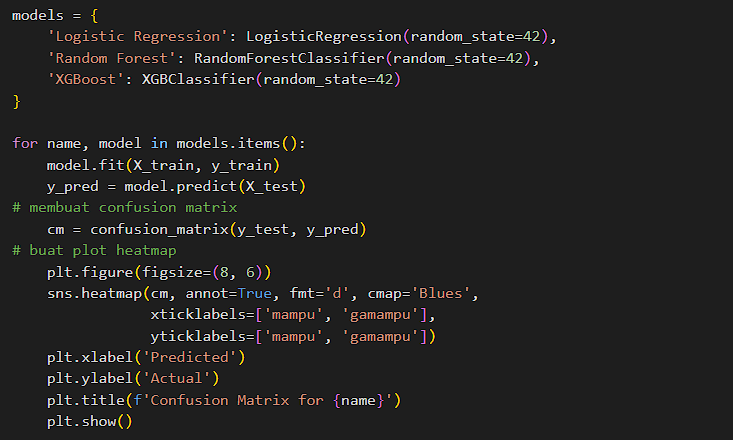 models = {
    'Logistic Regression': LogisticRegression(random_state=42),
    'Random Forest': RandomForestClassifier(random_state=42),
    'XGBoost': XGBClassifier(random_state=42)
}

for name, model in models.items():
    model.fit(X_train, y_train)
    y_pred = model.predict(X_test)
# membuat confusion matrix
    cm = confusion_matrix(y_test, y_pred)
# buat plot heatmap
    plt.figure(figsize=(8, 6))
    sns.heatmap(cm, annot=True, fmt='d', cmap='Blues',
                xticklabels=['mampu', 'gamampu'],
                yticklabels=['mampu', 'gamampu'])
    plt.xlabel('Predicted')
    plt.ylabel('Actual')
    plt.title(f'Confusion Matrix for {name}')
    plt.show()